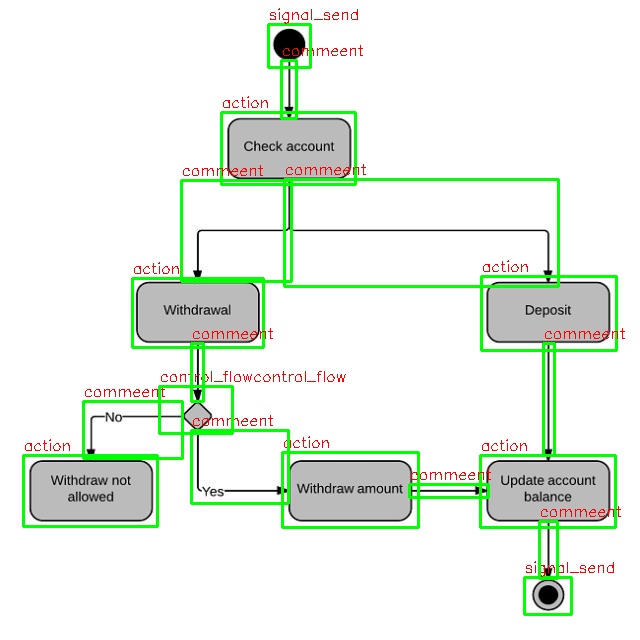 signal_send
commeent
action
Check account
commeent
commeent
action
action
Withdrawal
Deposit
commeent
commeent
control_flowcontrol_flow
commeent
No
commeent
action
action
action
Withdraw not
allowed
Yes
Withdraw amount
commeent
Update account
balance
commeent
signal_send